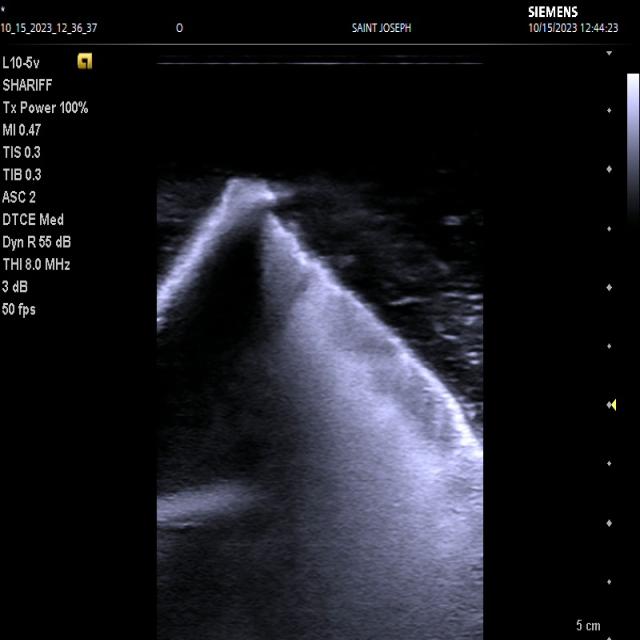 *
SIEMENS
10_15_2023_12_36_37 O SAINT JOSEPH 10/15/2023 12:44:23
L10-5v
SHARIFF
Tx Power 100%
MI 0.47
TIS 0.3
TIB 0.3
ASC 2
DTCE Med
Dyn R 55 dB
THI 8.0 MHz
3 dB
50 fps
5 cm